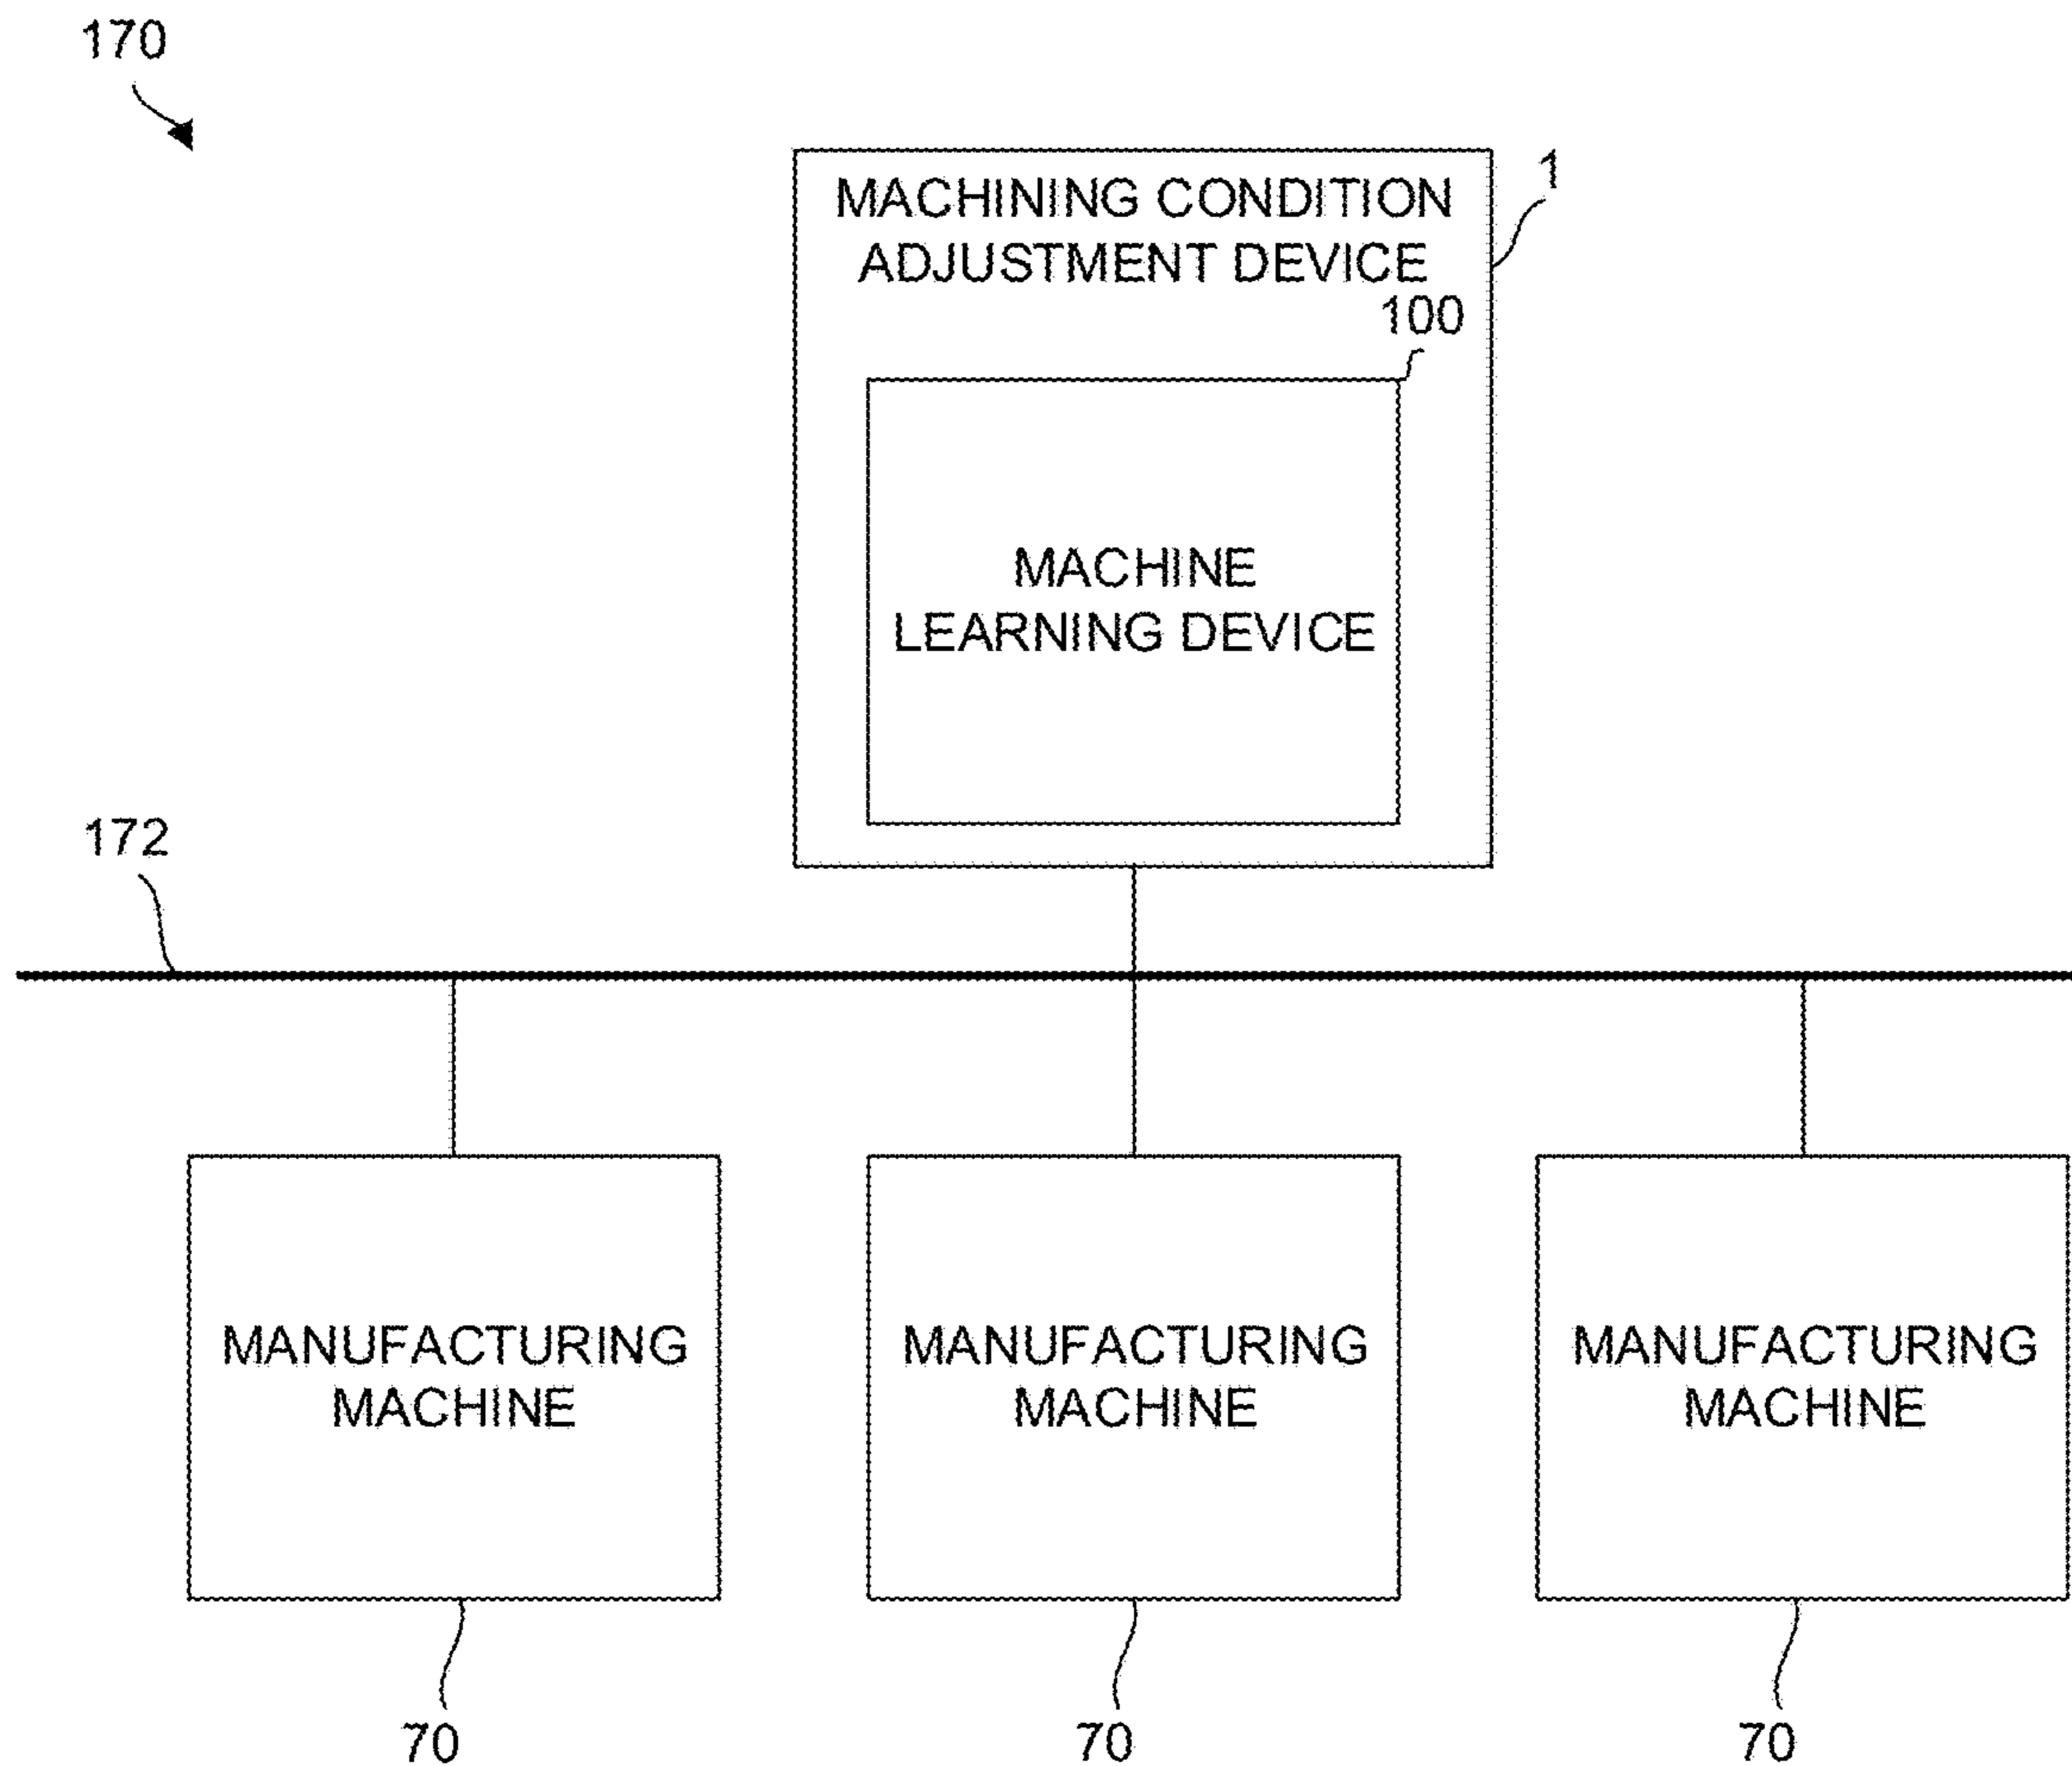 170
MACHINING CONDITION
ADJUSTMENT DEVICE
1
100
MACHINE
LEARNING DEVICE
172
MANUFACTURING
MACHINE
MANUFACTURING
MACHINE
MANUFACTURING
MACHINE
70
70
70